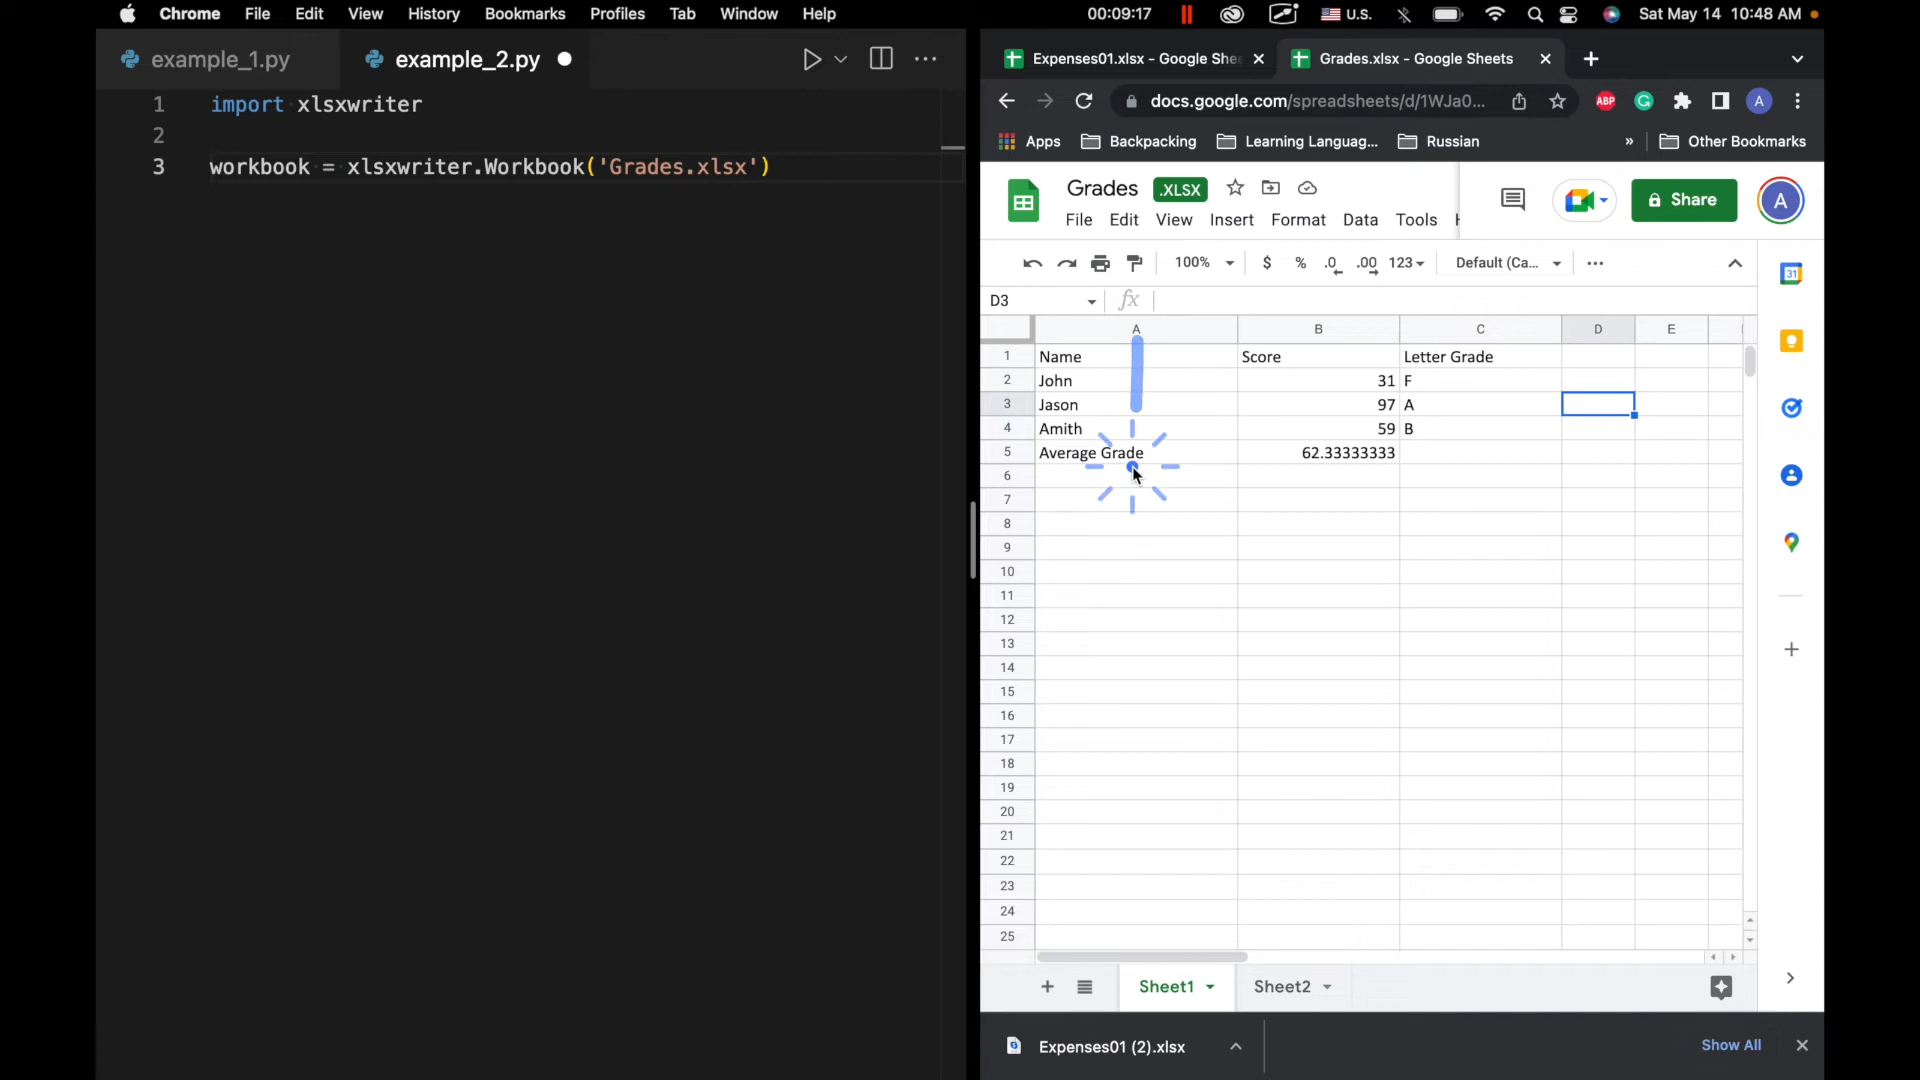 Chrome File Edit View History Bookmarks Profiles Tab Window Help 00:09:17 U.S. Sat May 14 10:48 AM
example_1.py example_2.py
1 import xlsxwriter
2
3 workbook = xlsxwriter.Workbook('Grades.xlsx')
Expenses01.xlsx - Google She Grades.xlsx - Google Sheets
docs.google.com/spreadsheets/d/1WJa0... ABP A
Apps Backpacking Learning Languag... Russian » Other Bookmarks
Grades .XLSX Share A
File Edit View Insert Format Data Tools
100% $ % .0 .00 123 Default (Ca... 31
D3 fx
A B C D E
1 Name Score Letter Grade
2 John 31 F
3 Jason 97 A
4 Amith 59 B
5 Average Grade 62.33333333
6
7
8
9
10
11
12
13
14
15
16
17
18
19
20
21
22
23
24
25
Sheet1 Sheet2
Expenses01 (2).xlsx Show All